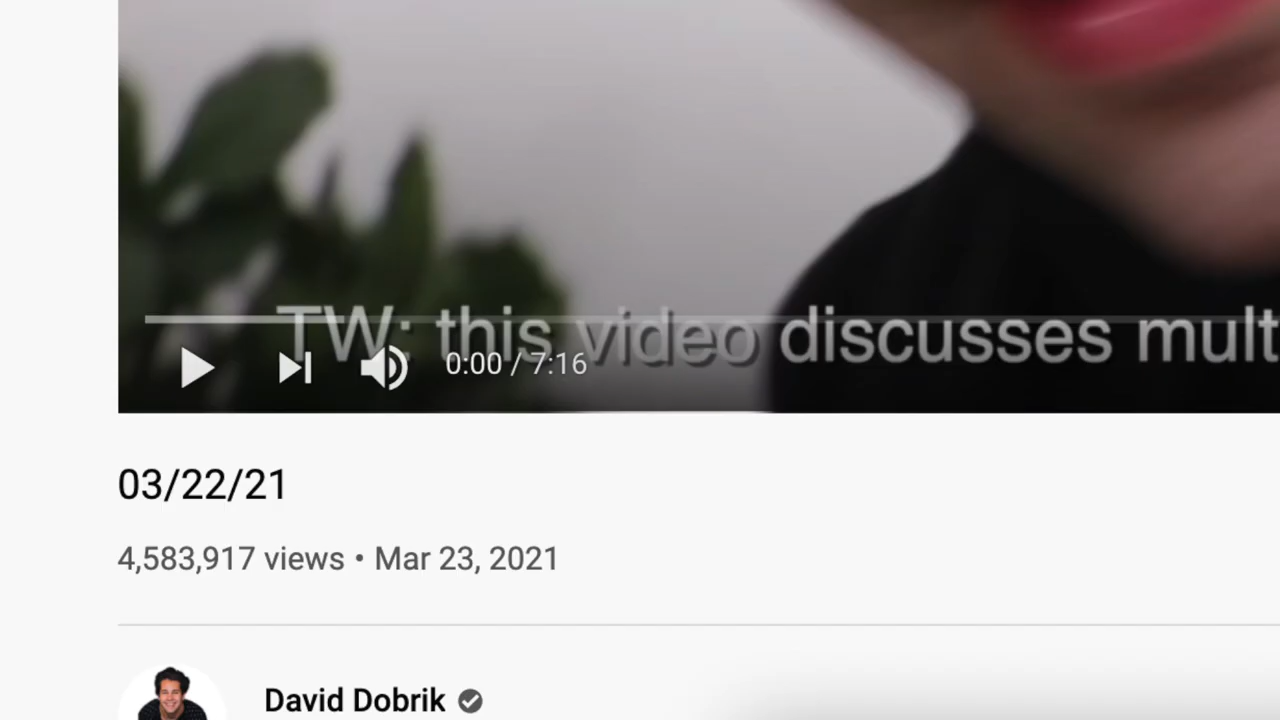 TW: this video discusses mult
0:00 / 7:16
03/22/21
4,583,917 views • Mar 23, 2021
David Dobrik